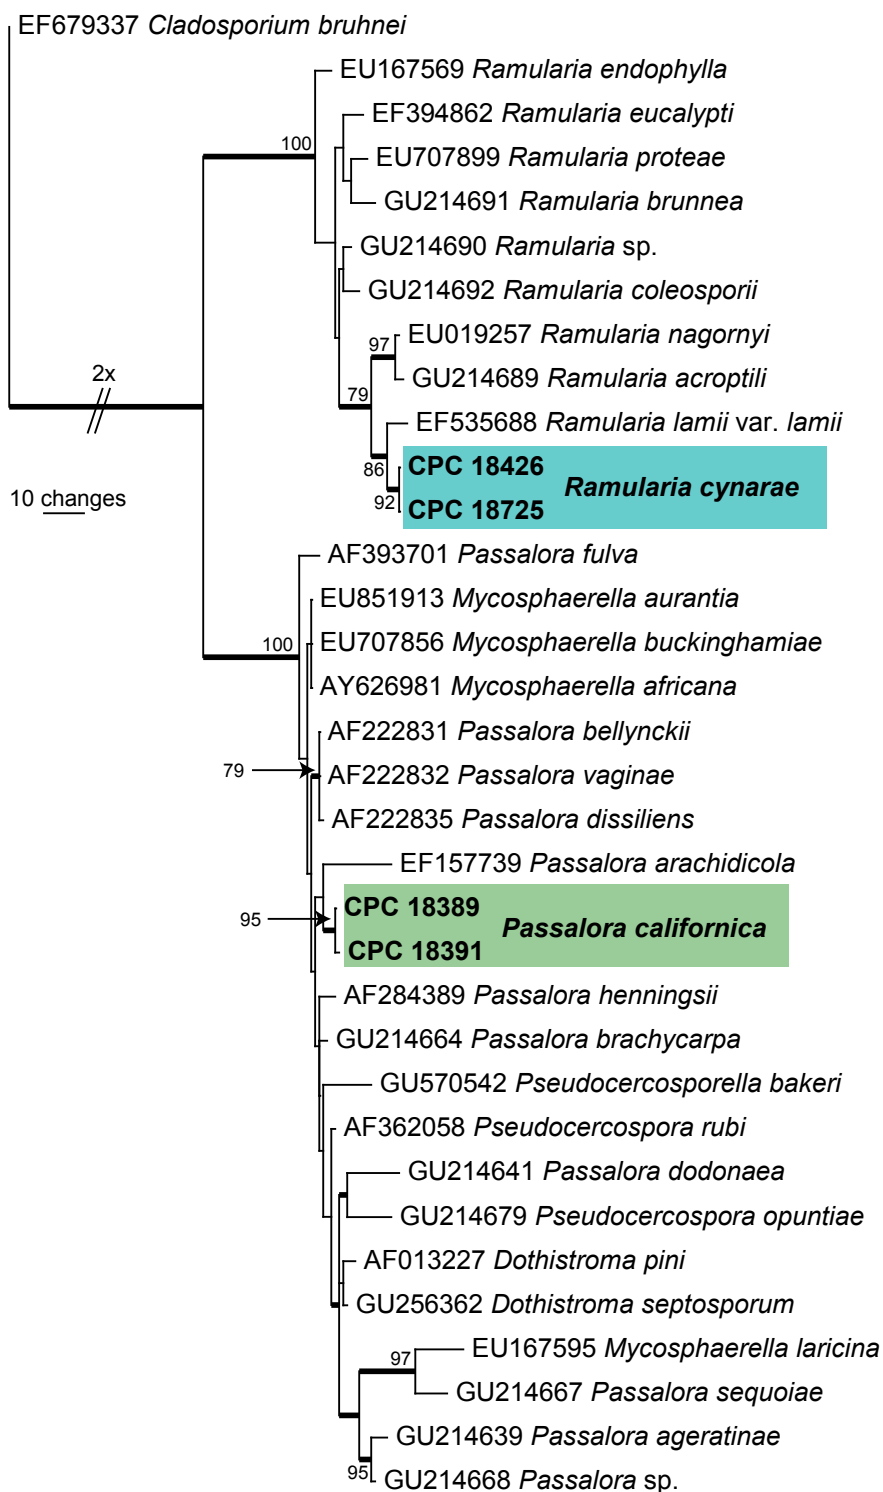 EF679337 Cladosporium bruhnei
EU167569 Ramularia endophylla
EF394862 Ramularia eucalypti
100
EU707899 Ramularia proteae
GU214691 Ramularia brunnea
GU214690 Ramularia sp.
GU214692 Ramularia coleosporii
EU019257 Ramularia nagornyi
97
2x
GU214689 Ramularia acroptili
79
EF535688 Ramularia lamii var. lamii
CPC 18426
86
Ramularia cynarae
10 changes
92
CPC 18725
AF393701 Passalora fulva
EU851913 Mycosphaerella aurantia
100
EU707856 Mycosphaerella buckinghamiae
AY626981 Mycosphaerella africana
AF222831 Passalora bellynckii
79
AF222832 Passalora vaginae
AF222835 Passalora dissiliens
EF157739 Passalora arachidicola
CPC 18389
95
Passalora californica
CPC 18391
AF284389 Passalora henningsii
GU214664 Passalora brachycarpa
GU570542 Pseudocercosporella bakeri
AF362058 Pseudocercospora rubi
GU214641 Passalora dodonaea
GU214679 Pseudocercospora opuntiae
AF013227 Dothistroma pini
GU256362 Dothistroma septosporum
EU167595 Mycosphaerella laricina
97
GU214667 Passalora sequoiae
GU214639 Passalora ageratinae
95
GU214668 Passalora sp.